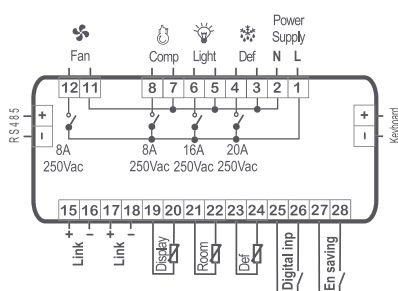 Power
Supply
Fan
Comp
Light
Def
N
L
12 11
8 7 6 5 4 3 2 1
RS485
+
-
+
-
Keyboard
8A
250Vac
8A
250Vac
16A
250Vac
20A
250Vac
15 16 17 18 19 20 21 22 23 24 25 26 27 28
+ -
Link
+ -
Link
Display
Room
Def
Digital inp
En saving